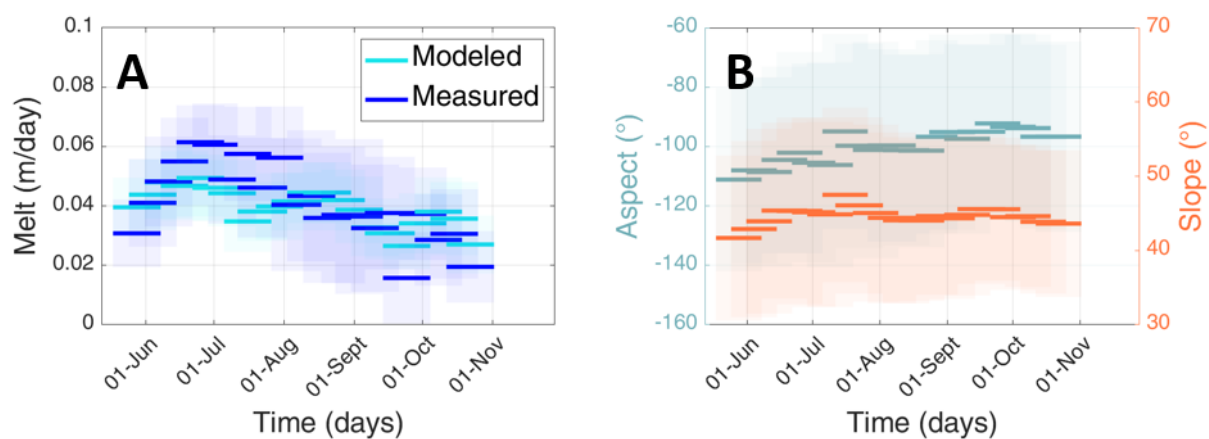 A
Modeled
Measured
0.1
0.08
0.06
0.04
0.02
0
Melt (m/day)
01-Jun
01-Jul
01-Aug
01-Sept
01-Oct
01-Nov
Time (days)
B
-60
-80
-100
-120
-140
-160
Aspect (°)
70
60
50
40
30
Slope (°)
01-Jun
01-Jul
01-Aug
01-Sept
01-Oct
01-Nov
Time (days)